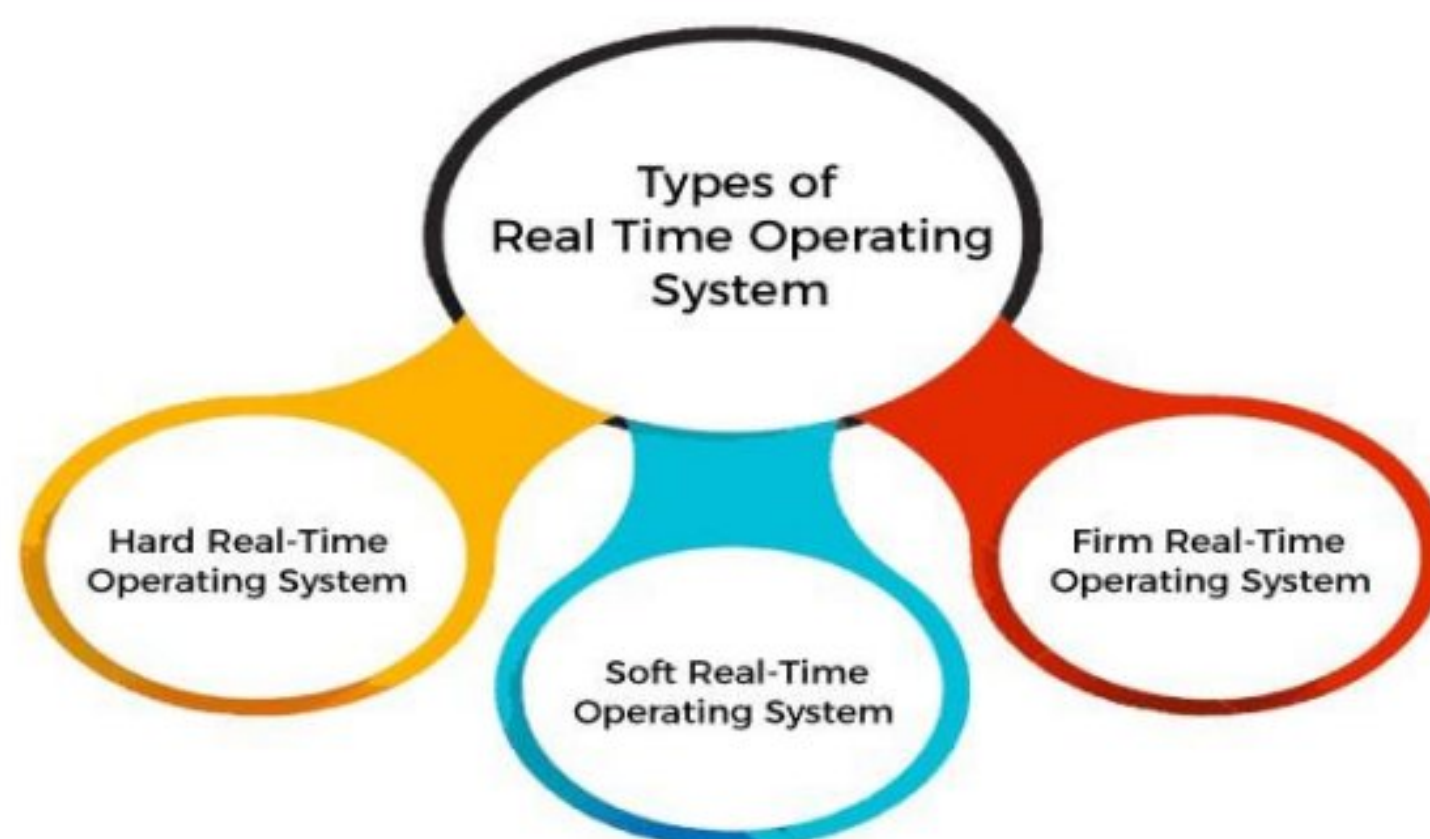 Types of
Real Time Operating
System
Hard Real-Time
Operating System
Soft Real-Time
Operating System
Firm Real-Time
Operating System